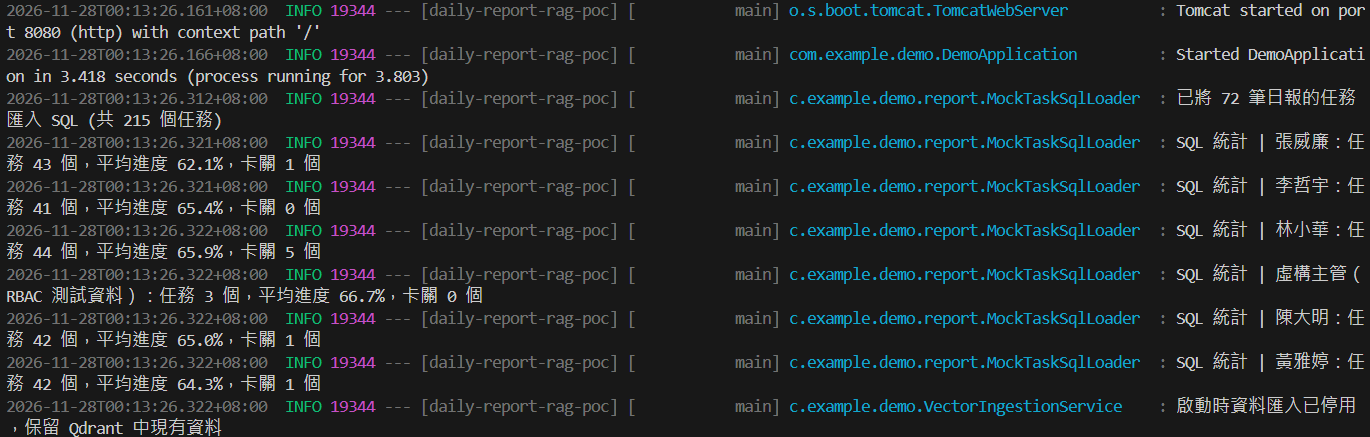 2026-11-28T00:13:26.161+08:00  INFO 19344 --- [daily-report-rag-poc] [           main] o.s.boot.tomcat.TomcatWebServer          : Tomcat started on por
t 8080 (http) with context path '/'
2026-11-28T00:13:26.166+08:00  INFO 19344 --- [daily-report-rag-poc] [           main] com.example.demo.DemoApplication         : Started DemoApplicati
on in 3.418 seconds (process running for 3.803)
2026-11-28T00:13:26.312+08:00  INFO 19344 --- [daily-report-rag-poc] [           main] c.example.demo.report.MockTaskSqlLoader  : 已將 72 筆日報的任務
匯入 SQL (共 215 個任務)
2026-11-28T00:13:26.321+08:00  INFO 19344 --- [daily-report-rag-poc] [           main] c.example.demo.report.MockTaskSqlLoader  : SQL 統計 | 張威廉：任
務 43 個，平均進度 62.1%，卡關 1 個
2026-11-28T00:13:26.321+08:00  INFO 19344 --- [daily-report-rag-poc] [           main] c.example.demo.report.MockTaskSqlLoader  : SQL 統計 | 李哲宇：任
務 41 個，平均進度 65.4%，卡關 0 個
2026-11-28T00:13:26.322+08:00  INFO 19344 --- [daily-report-rag-poc] [           main] c.example.demo.report.MockTaskSqlLoader  : SQL 統計 | 林小華：任
務 44 個，平均進度 65.9%，卡關 5 個
2026-11-28T00:13:26.322+08:00  INFO 19344 --- [daily-report-rag-poc] [           main] c.example.demo.report.MockTaskSqlLoader  : SQL 統計 | 虛構主管（
RBAC 測試資料）：任務 3 個，平均進度 66.7%，卡關 0 個
2026-11-28T00:13:26.322+08:00  INFO 19344 --- [daily-report-rag-poc] [           main] c.example.demo.report.MockTaskSqlLoader  : SQL 統計 | 陳大明：任
務 42 個，平均進度 65.0%，卡關 1 個
2026-11-28T00:13:26.322+08:00  INFO 19344 --- [daily-report-rag-poc] [           main] c.example.demo.report.MockTaskSqlLoader  : SQL 統計 | 黃雅婷：任
務 42 個，平均進度 64.3%，卡關 1 個
2026-11-28T00:13:26.322+08:00  INFO 19344 --- [daily-report-rag-poc] [           main] c.example.demo.VectorIngestionService    : 啟動時資料匯入已停用
，保留 Qdrant 中現有資料